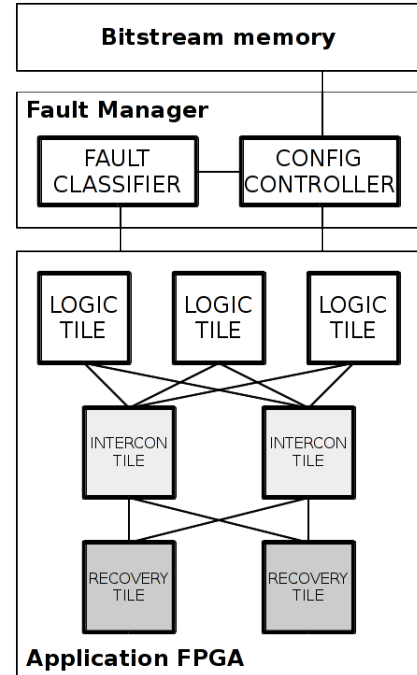 Bitstream memory
Fault Manager
FAULT
CLASSIFIER
CONFIG
CONTROLLER
LOGIC
TILE
LOGIC
TILE
LOGIC
TILE
INTERCON
TILE
INTERCON
TILE
RECOVERY
TILE
RECOVERY
TILE
Application FPGA